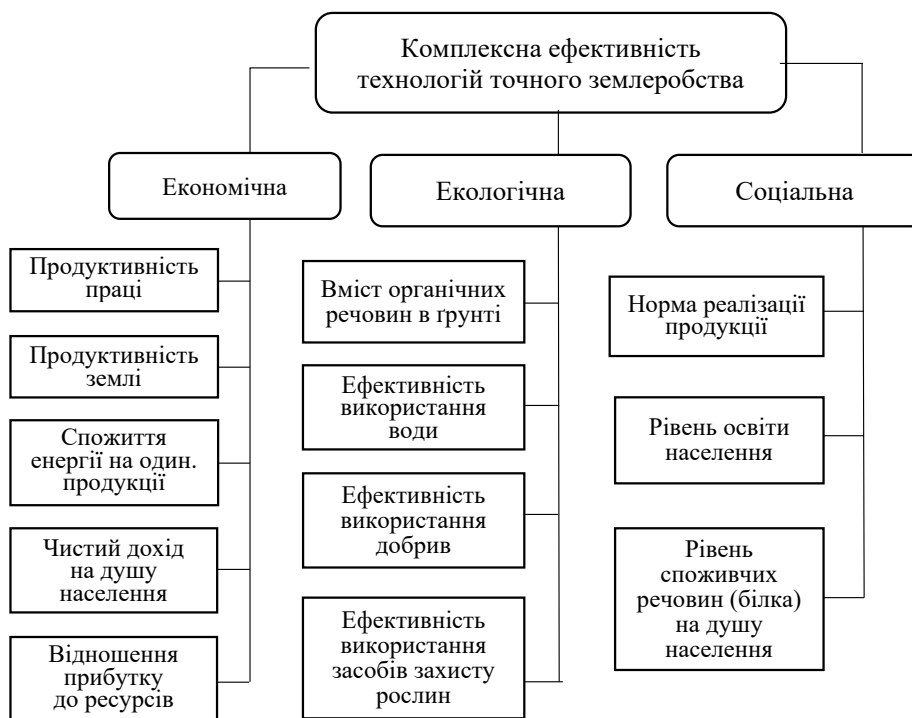 Комплексна ефективність
технологій точного землеробства
Економічна
Екологічна
Соціальна
Продуктивність
праці
Продуктивність
землі
Спожиття
енергії на один.
продукції
Чистий дохід
на душу
населення
Відношення
прибутку
до ресурсів
Вміст органічних
речовин в ґрунті
Ефективність
використання
води
Ефективність
використання
добрив
Ефективність
використання
засобів захисту
рослин
Норма реалізації
продукції
Рівень освіти
населення
Рівень
споживчих
речовин (білка)
на душу
населення